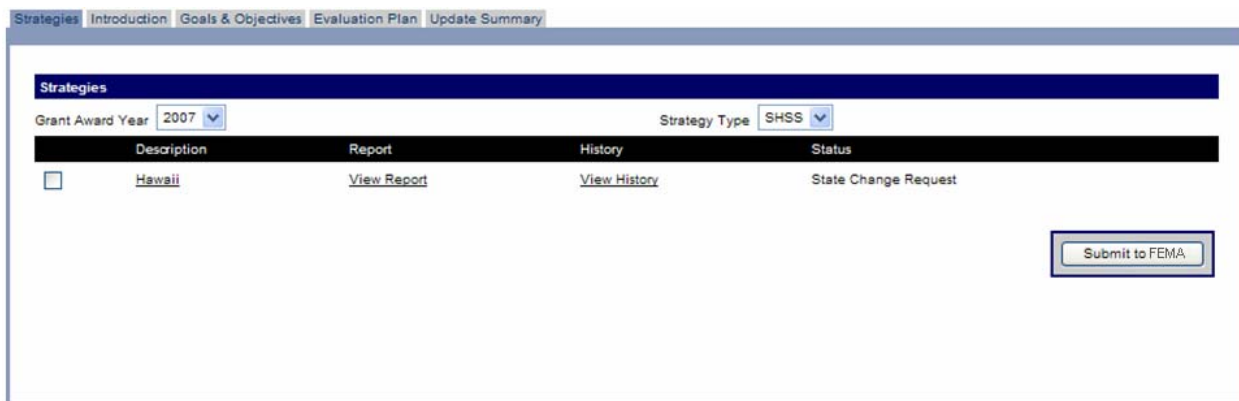 Strategies Introduction Goals & Objectives Evaluation Plan Update Summary
Strategies
Grant Award Year 2007 Strategy Type SHSS
Description Report History Status
Hawaii View Report View History State Change Request
Submit to FEMA